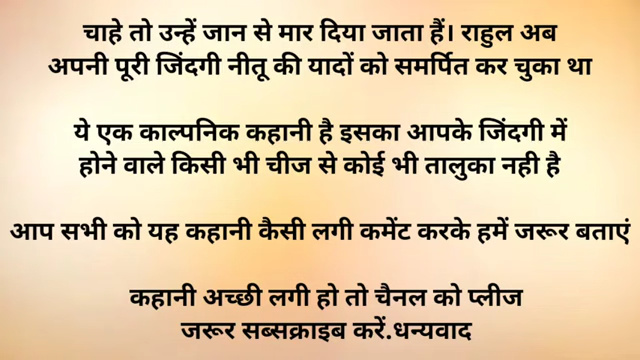 चाहे तो उन्हें जान से मार दिया जाता हैं। राहुल अब
अपनी पूरी जिंदगी नीतू की यादों को समर्पित कर चुका था
ये एक काल्पनिक कहानी है इसका आपके जिंदगी में
होने वाले किसी भी चीज से कोई भी तालुका नही है
आप सभी को यह कहानी कैसी लगी कमेंट करके हमें जरूर बताएं
कहानी अच्छी लगी हो तो चैनल को प्लीज
जरूर सब्सक्राइब करें.धन्यवाद